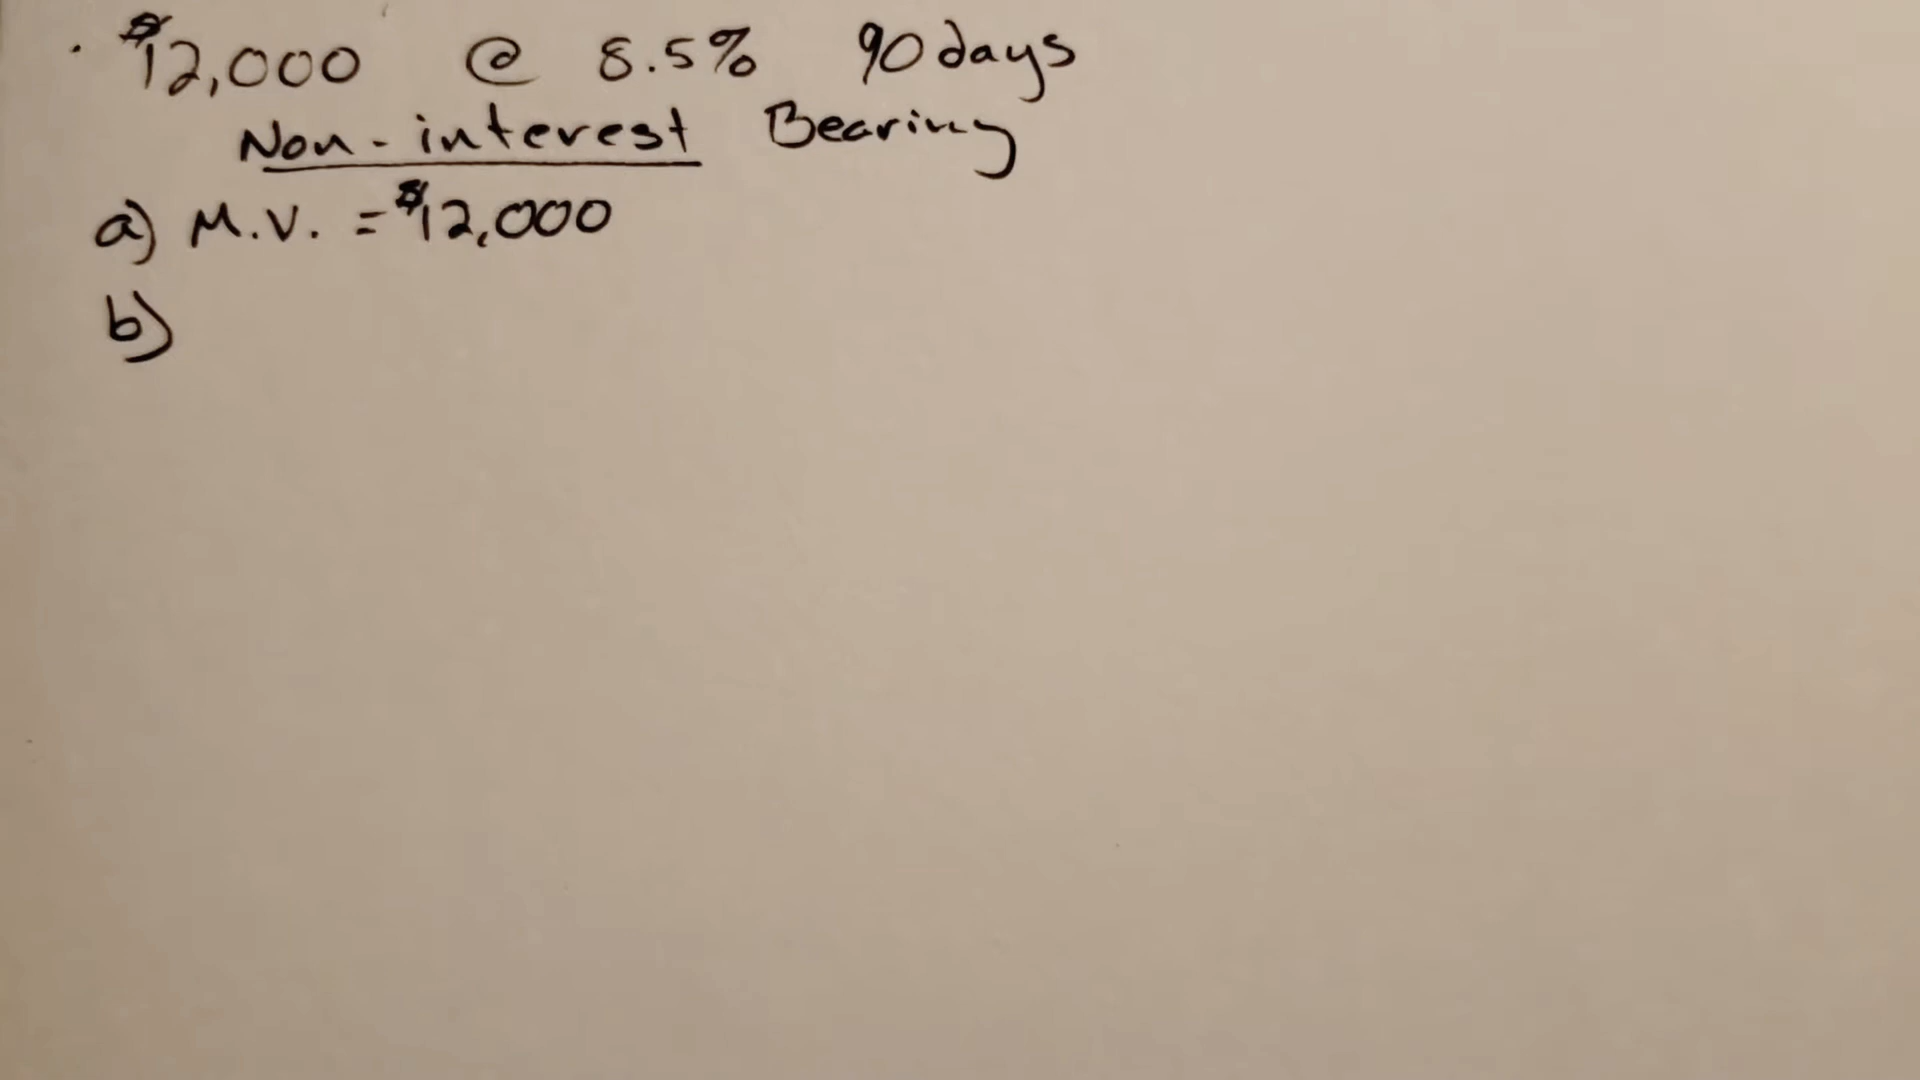 $12,000 @ 8.5% 90 days
Non-interest Bearing
a) M.V. = $12,000
b)